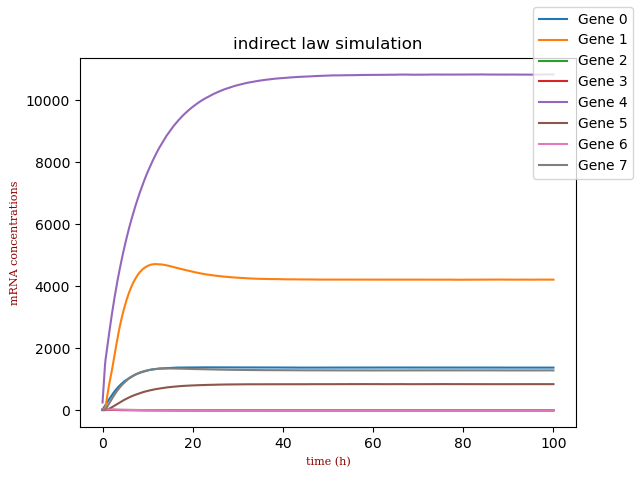 indirect law simulation
Gene 0
Gene 1
Gene 2
Gene 3
Gene 4
Gene 5
Gene 6
Gene 7
mRNA concentrations
10000
8000
6000
4000
2000
0
0 20 40 60 80 100
time (h)